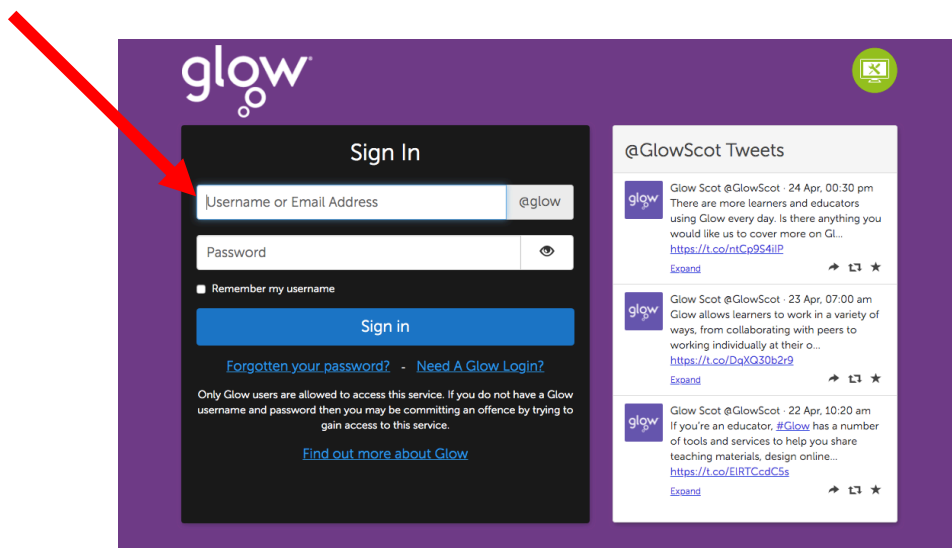 glow
Sign In
Username or Email Address
@glow
Password
Remember my username
Sign in
Forgotten your password? - Need A Glow Login?
Only Glow users are allowed to access this service. If you do not have a Glow
username and password then you may be committing an offence by trying to
gain access to this service.
Find out more about Glow
@GlowScot Tweets
glow
Glow Scot @GlowScot · 24 Apr, 00:30 pm
There are more learners and educators
using Glow every day. Is there anything you
would like us to cover more on Gl...
https://t.co/ntCp9S4iIP
Expand
glow
Glow Scot @GlowScot · 23 Apr, 07:00 am
Glow allows learners to work in a variety of
ways, from collaborating with peers to
working individually at their o...
https://t.co/DqXQ30b2r9
Expand
glow
Glow Scot @GlowScot · 22 Apr, 10:20 am
If you're an educator, #Glow has a number
of tools and services to help you share
teaching materials, design online...
https://t.co/ElRTCcdC5s
Expand